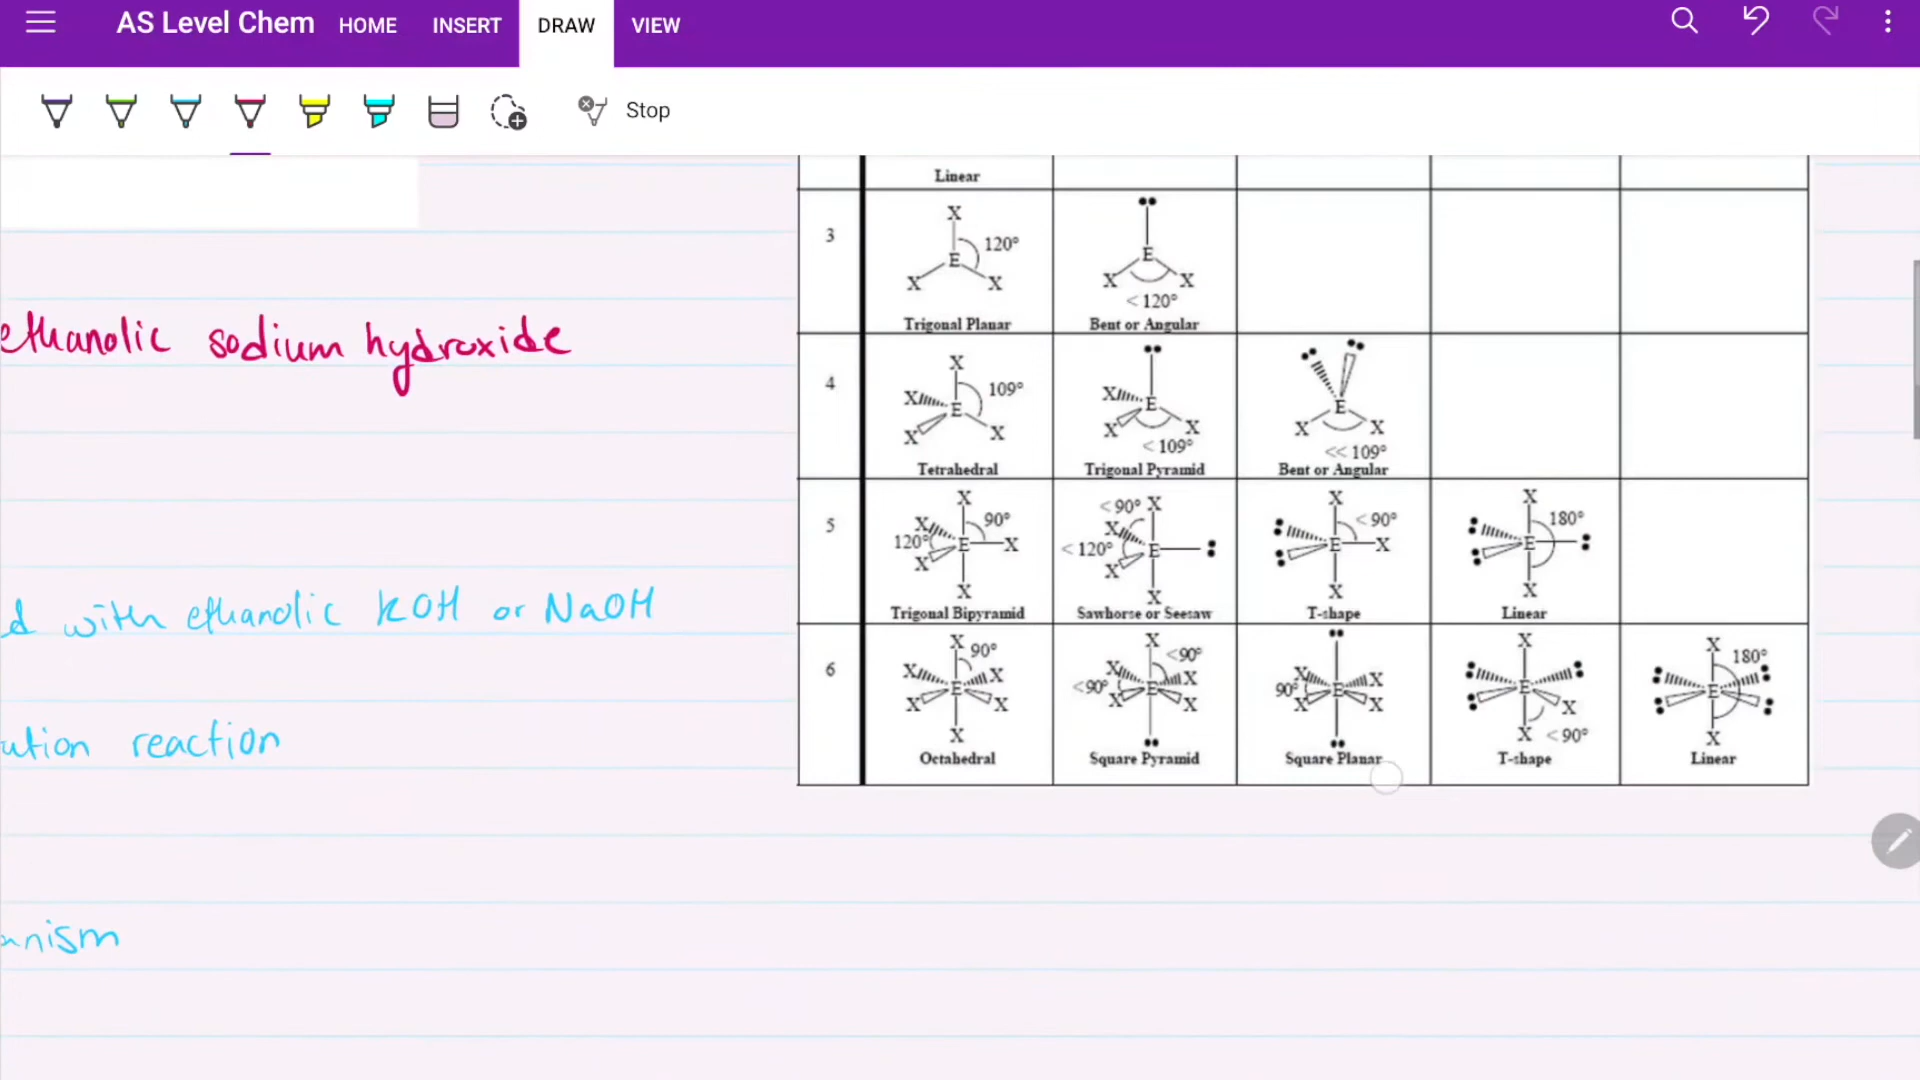 AS Level Chem HOME INSERT DRAW VIEW
Stop
ethanolic sodium hydroxide
with ethanolic KOH or NaOH
reaction
Linear
3
X
E 120°
X X
Trigonal Planar
E
X X
<120°
Bent or Angular
4
X
X E 109°
X X
Tetrahedral
X E
X X
<109°
Trigonal Pyramid
E
X X
<<109°
Bent or Angular
5
X
X 90°
120° E X
X
X
Trigonal Bipyramid
<90° X
X
<120° E
X
X
Sawhorse or Seesaw
X
<90°
E X
X
T-shape
X
180°
E
X
Linear
6
X 90°
X X
E
X X
X
Octahedral
X <90°
X X
<90° E
X X
Square Pyramid
X X
90° E
X X
Square Planar
X
E
X
X <90°
T-shape
X 180°
E
X
Linear